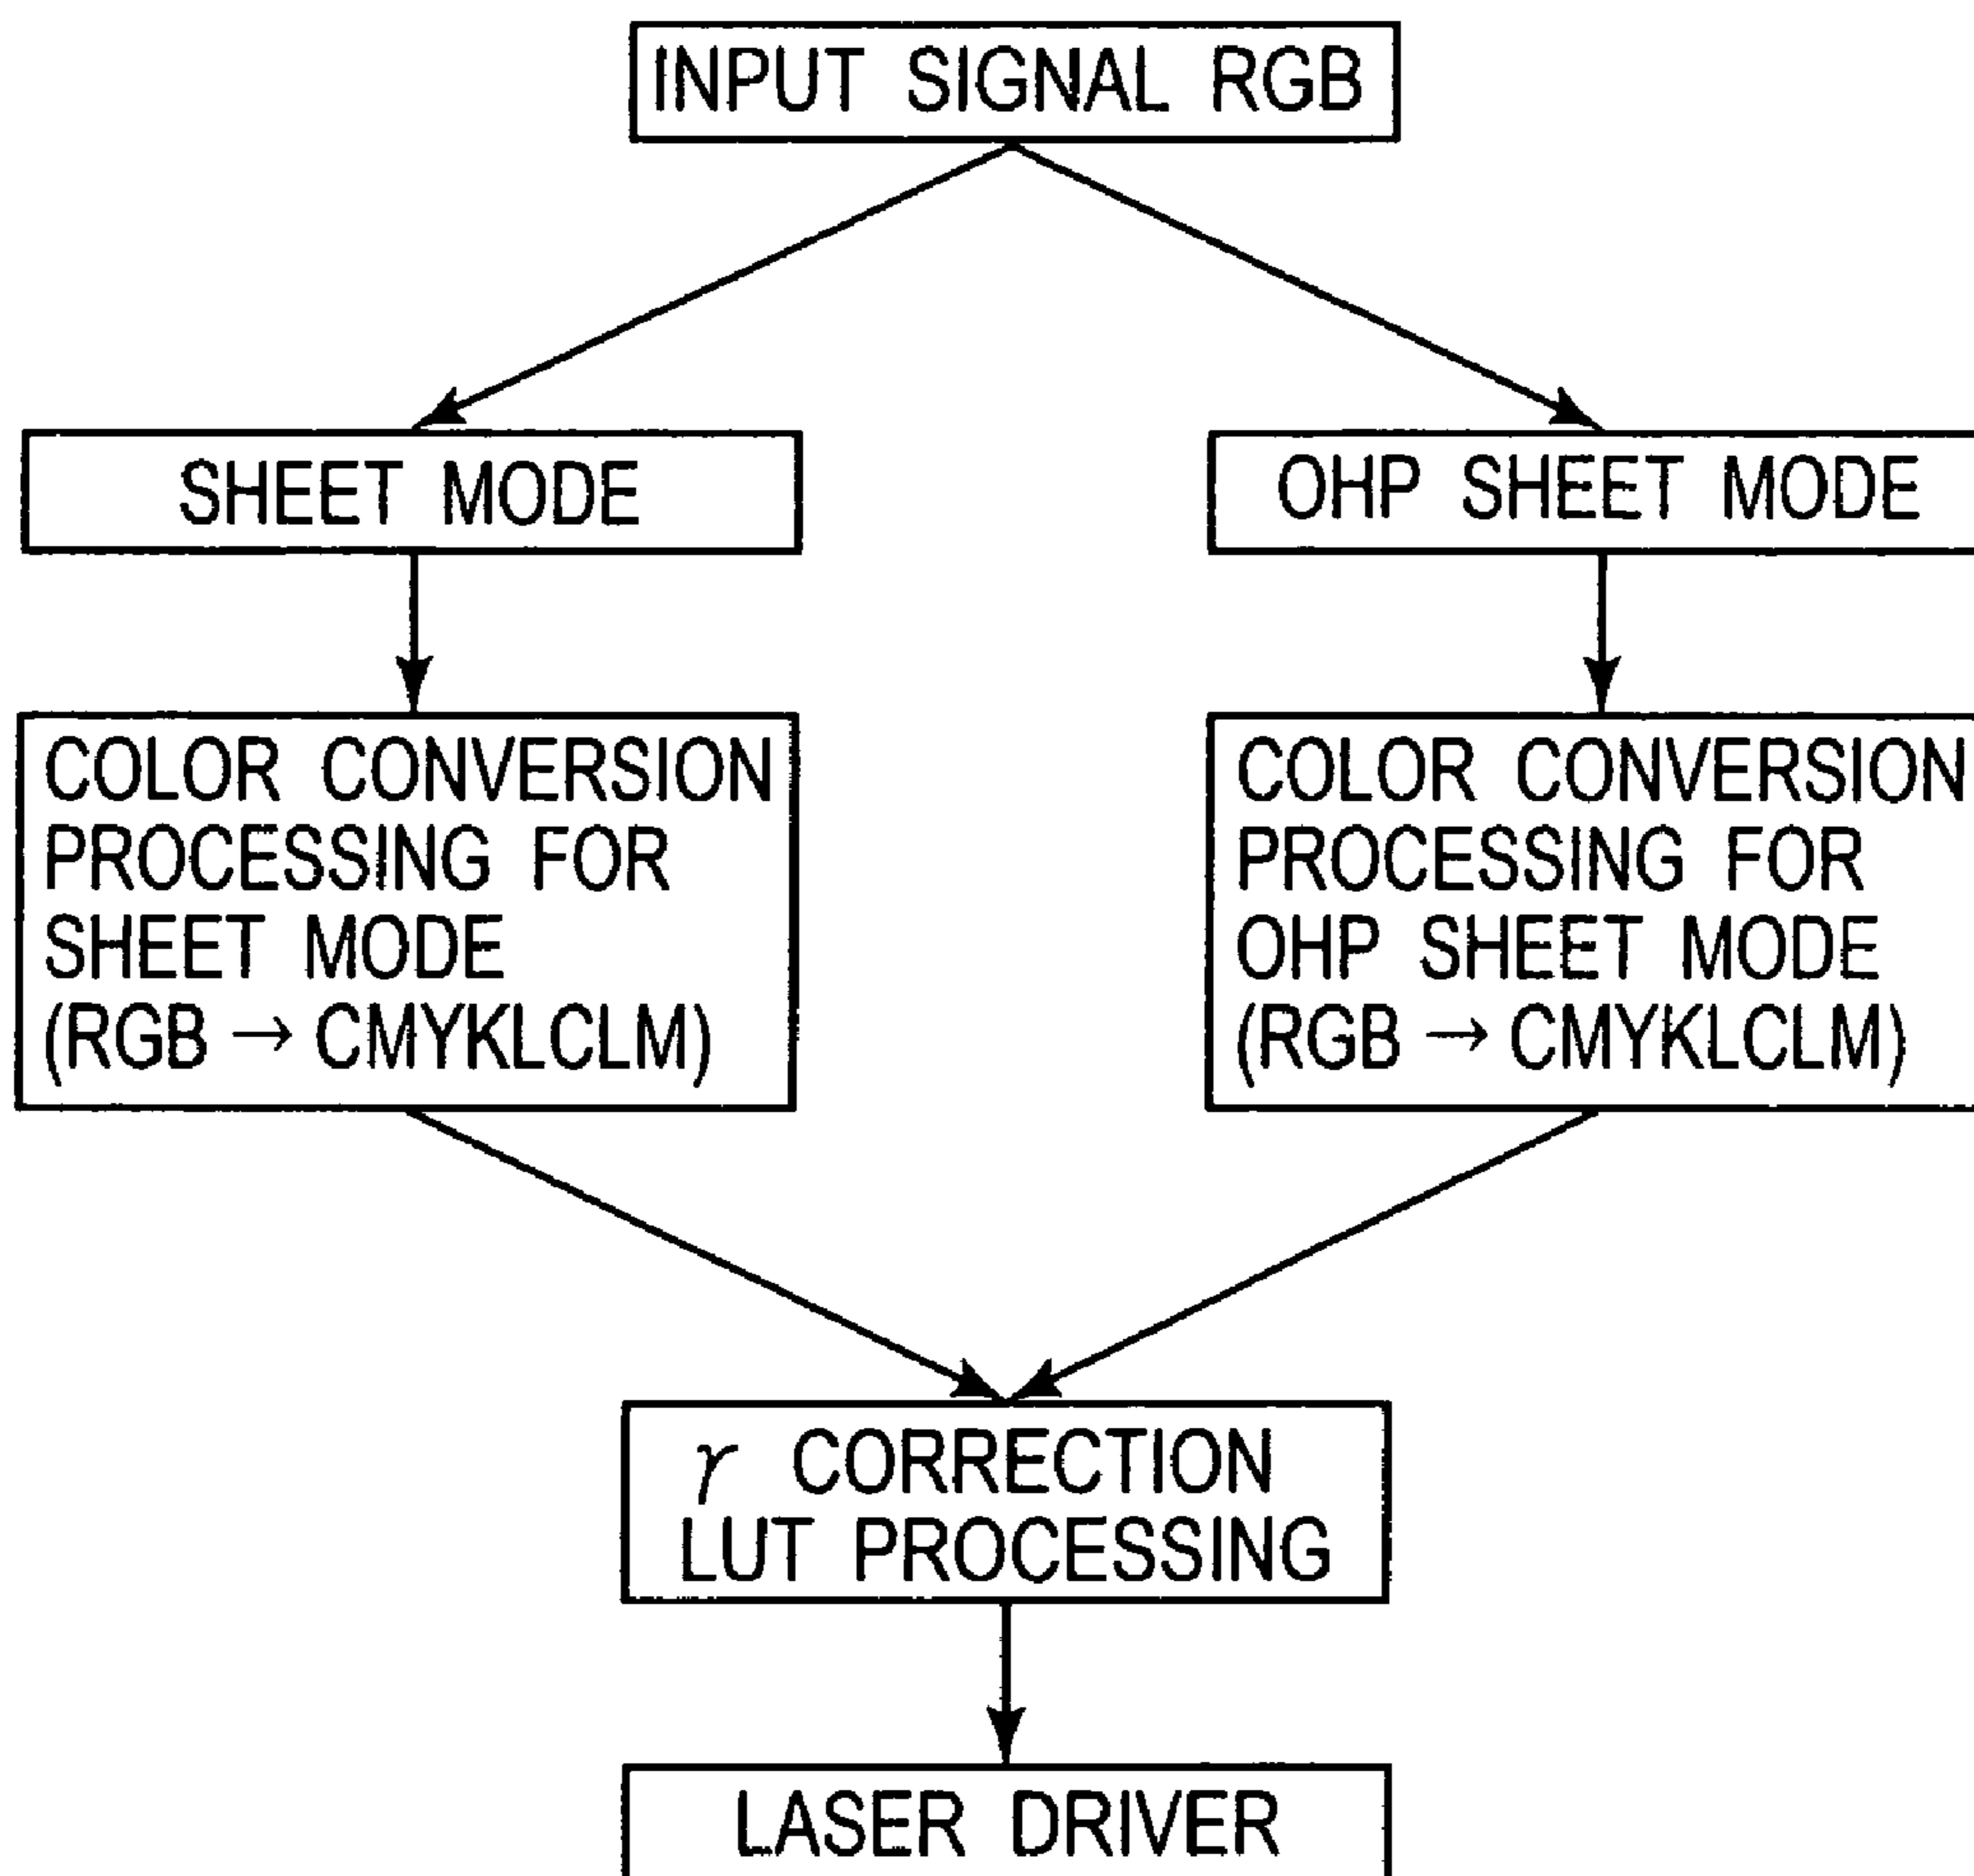 INPUT SIGNAL RGB
SHEET MODE
OHP SHEET MODE
COLOR CONVERSION
PROCESSING FOR
SHEET MODE
(RGB → CMYKLCLM)
COLOR CONVERSION
PROCESSING FOR
OHP SHEET MODE
(RGB → CMYKLCLM)
γ CORRECTION
LUT PROCESSING
LASER DRIVER